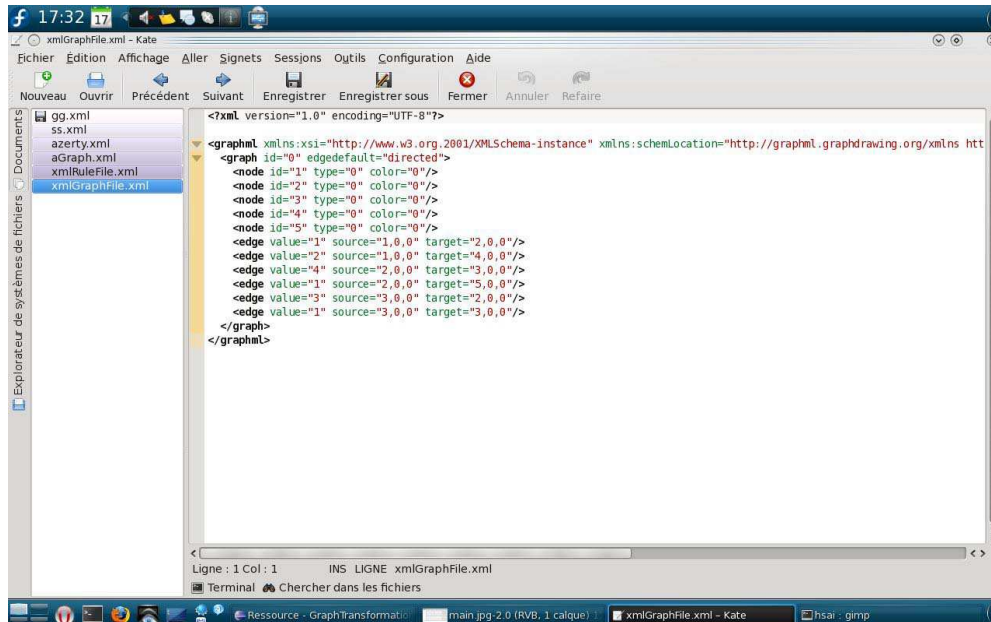 17:32 17
xmlGraphFile.xml - Kate
Fichier Édition Affichage Aller Signets Sessions Outils Configuration Aide
Nouveau Ouvrir Précédent Suivant Enregistrer Enregistrer sous Fermer Annuler Refaire
Documents
Explorateur de systèmes de fichiers
gg.xml
ss.xml
azerty.xml
aGraph.xml
xmlRuleFile.xml
xmlGraphFile.xml
<?xml version="1.0" encoding="UTF-8"?>
<graphml xmlns:xsi="http://www.w3.org.2001/XMLSchema-instance" xmlns:schemLocation="http://graphml.graphdrawing.org/xmlns htt
<graph id="0" edgedefault="directed">
<node id="1" type="0" color="0"/>
<node id="2" type="0" color="0"/>
<node id="3" type="0" color="0"/>
<node id="4" type="0" color="0"/>
<node id="5" type="0" color="0"/>
<edge value="1" source="1,0,0" target="2,0,0"/>
<edge value="2" source="1,0,0" target="4,0,0"/>
<edge value="4" source="2,0,0" target="3,0,0"/>
<edge value="1" source="2,0,0" target="5,0,0"/>
<edge value="3" source="3,0,0" target="2,0,0"/>
<edge value="1" source="3,0,0" target="3,0,0"/>
</graph>
</graphml>
Ligne : 1 Col : 1 INS LIGNE xmlGraphFile.xml
Terminal Chercher dans les fichiers
Ressource - GraphTransformatio main.jpg-2.0 (RVB, 1 calque) xmlGraphFile.xml – Kate hsai : gimp